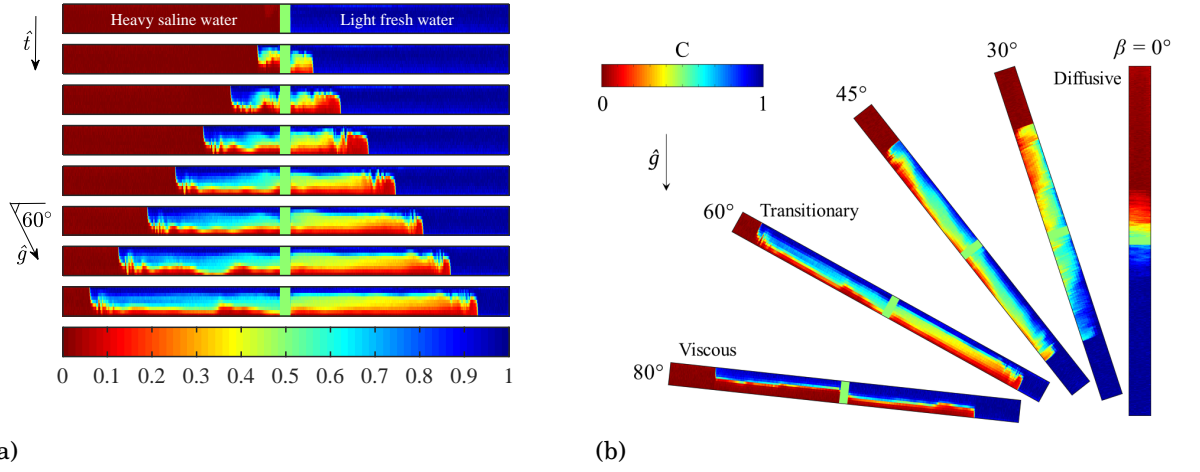 Heavy saline water
Light fresh water
t̂
60°
ĝ
0 0.1 0.2 0.3 0.4 0.5 0.6 0.7 0.8 0.9 1
a)
C
0 1
ĝ
β = 0°
Diffusive
30°
45°
60°
Transitionary
Viscous
80°
(b)